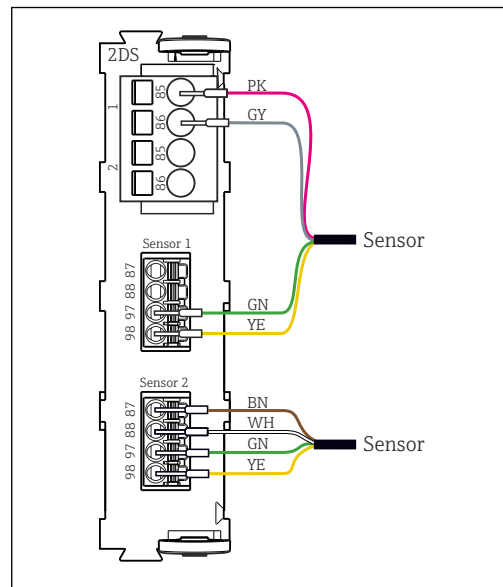 2DS
1
85
PK
86
GY
2
85
86
Sensor
Sensor 1
87
88
97
GN
98
YE
Sensor 2
87
BN
88
WH
97
GN
Sensor
98
YE